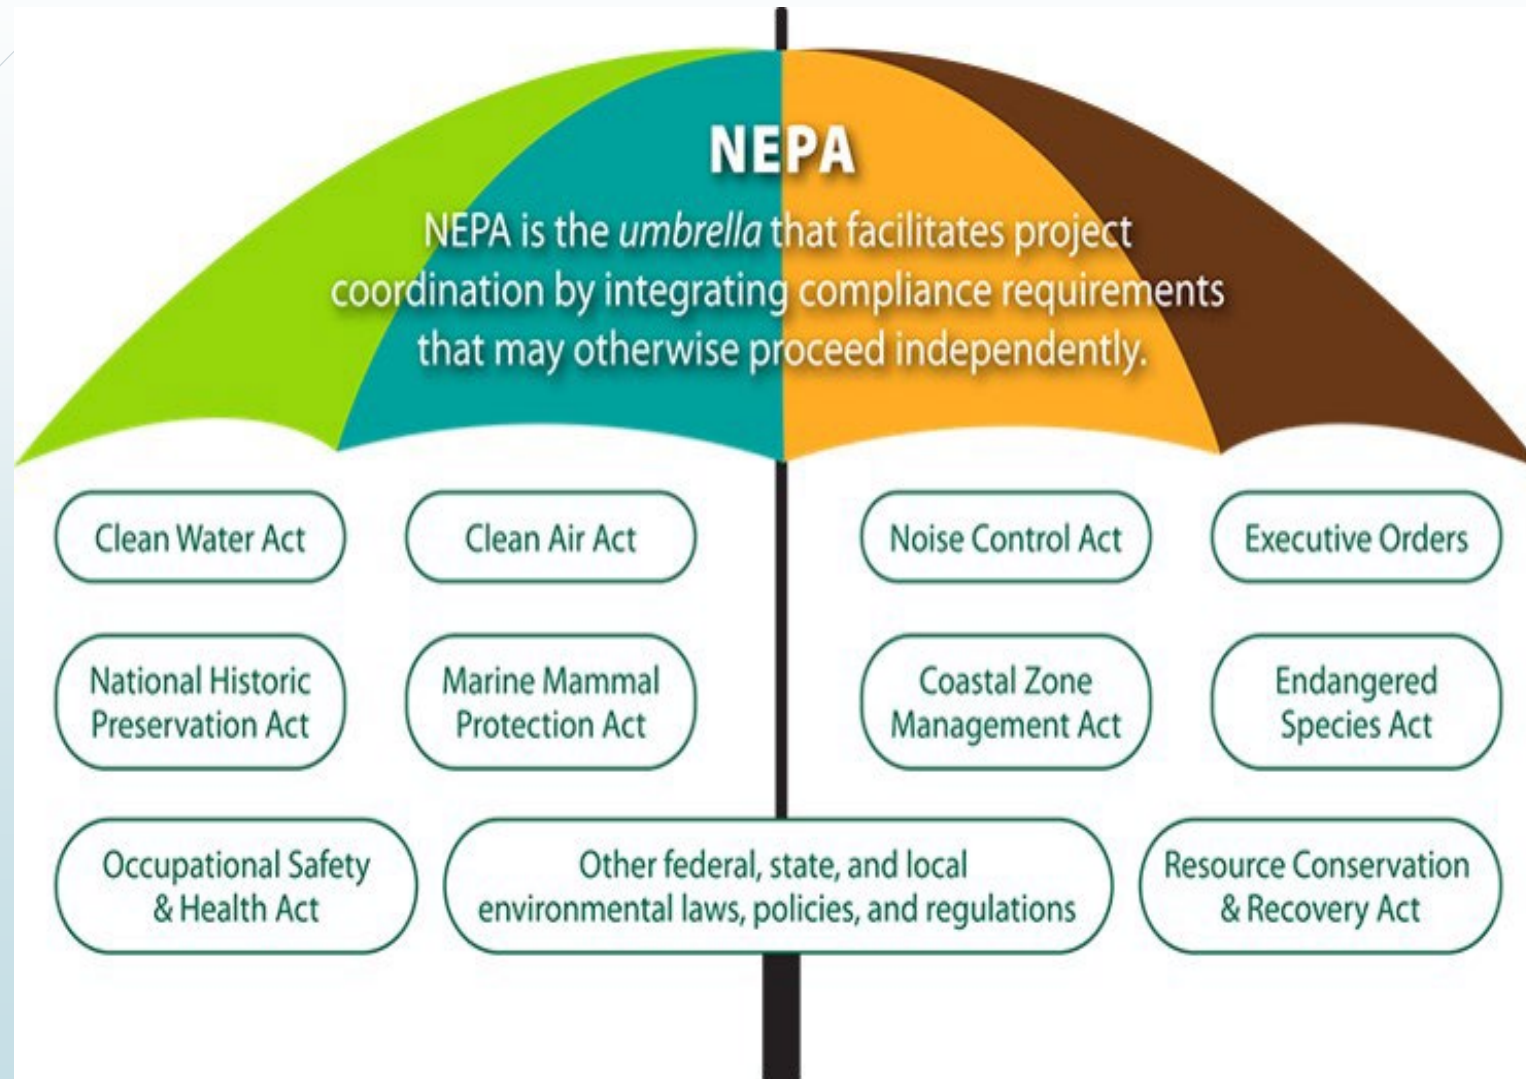 NEPA
NEPA is the umbrella that facilitates project
coordination by integrating compliance requirements
that may otherwise proceed independently.
Clean Water Act
Clean Air Act
Noise Control Act
Executive Orders
National Historic
Preservation Act
Marine Mammal
Protection Act
Coastal Zone
Management Act
Endangered
Species Act
Occupational Safety
& Health Act
Other federal, state, and local
environmental laws, policies, and regulations
Resource Conservation
& Recovery Act